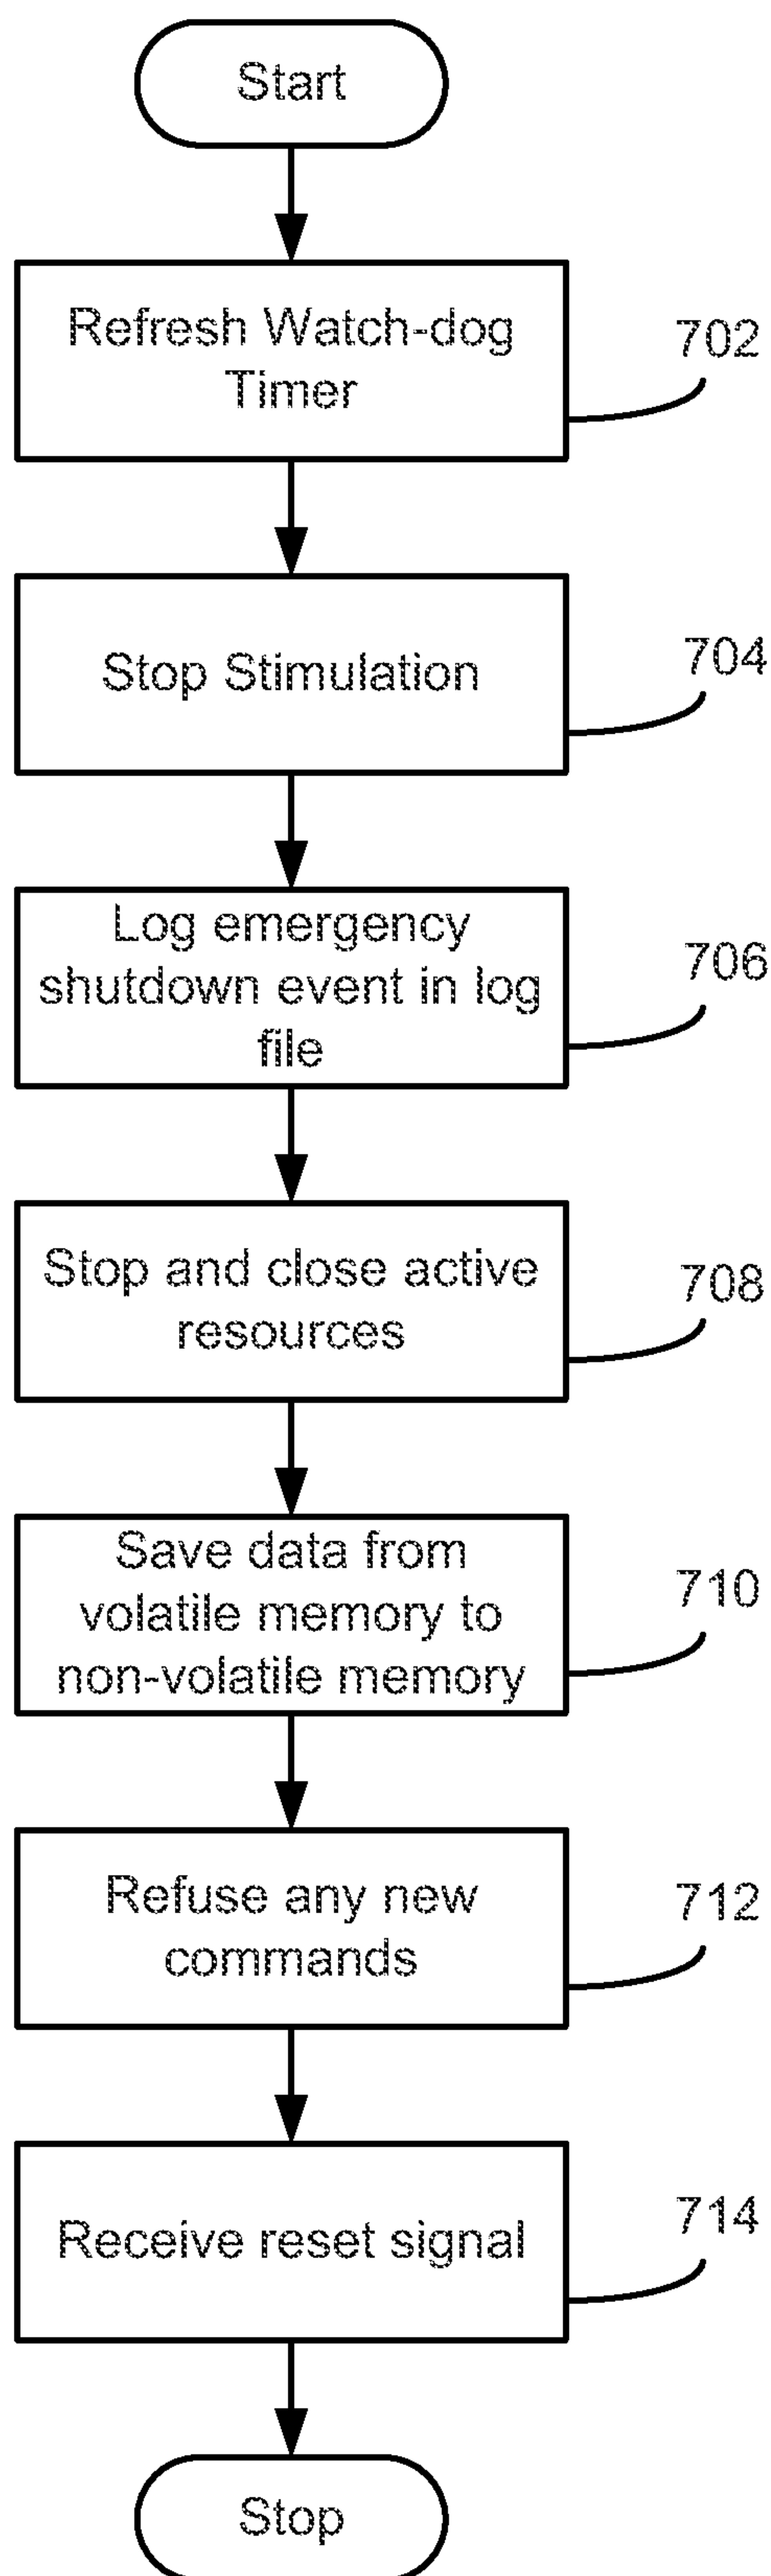 Start
Refresh Watch-dog
Timer
702
Stop Stimulation
704
Log emergency
shutdown event in log
file
706
Stop and close active
resources
708
Save data from
volatile memory to
non-volatile memory
710
Refuse any new
commands
712
Receive reset signal
714
Stop